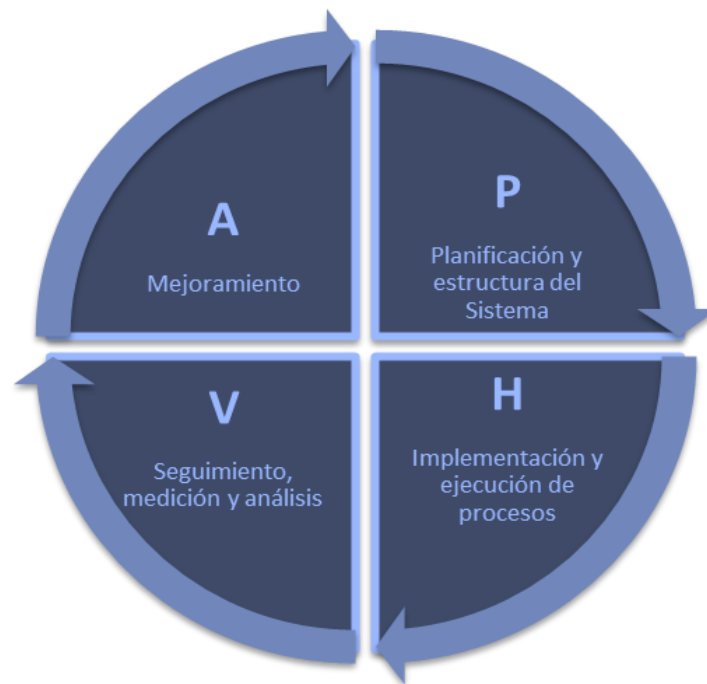 A
Mejoramiento
P
Planificación y
estructura del
Sistema
V
Seguimiento,
medición y análisis
H
Implementación y
ejecución de
procesos